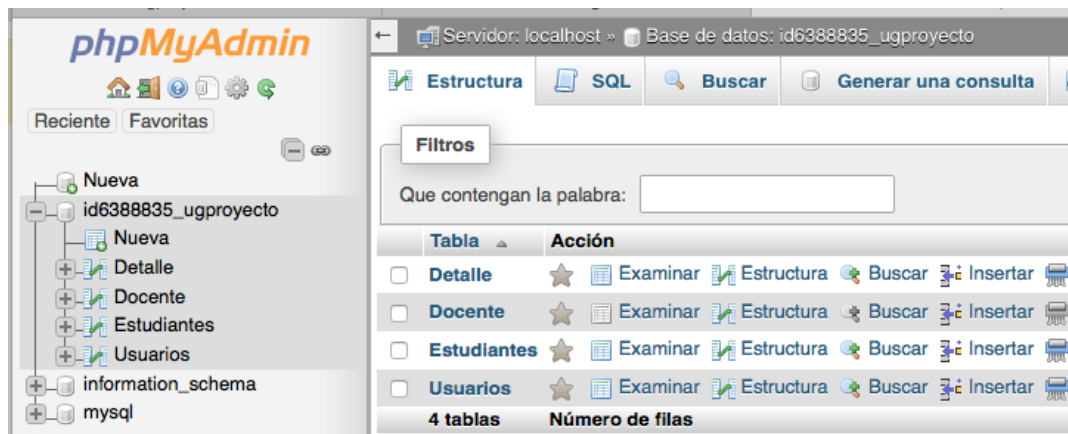 phpMyAdmin
Reciente Favoritas
Nueva
id6388835_ugproyecto
Nueva
Detalle
Docente
Estudiantes
Usuarios
information_schema
mysql
← Servidor: localhost » Base de datos: id6388835_ugproyecto
Estructura SQL Buscar Generar una consulta
Filtros
Que contengan la palabra:
Tabla Acción
Detalle Examinar Estructura Buscar Insertar
Docente Examinar Estructura Buscar Insertar
Estudiantes Examinar Estructura Buscar Insertar
Usuarios Examinar Estructura Buscar Insertar
4 tablas Número de filas